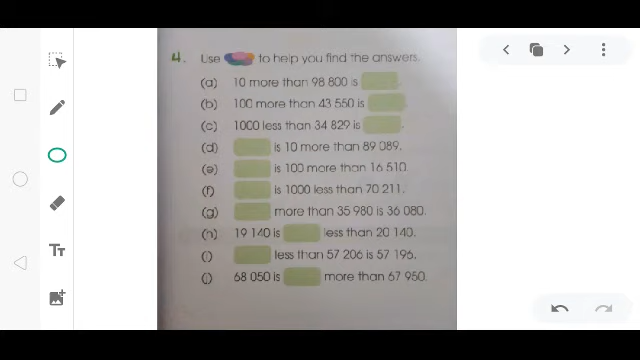 4. Use to help you find the answers.
(a) 10 more than 98 800 is .
(b) 100 more than 43 550 is .
(c) 1000 less than 34 829 is .
(d) is 10 more than 89 089.
(e) is 100 more than 16 510.
(f) is 1000 less than 70 211.
(g) more than 35 980 is 36 080.
(h) 19 140 is less than 20 140.
(i) less than 57 206 is 57 196.
(j) 68 050 is more than 67 950.
Tт